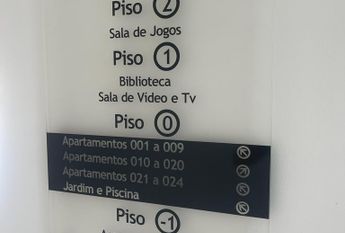 Piso 2
Sala de Jogos
Piso 1
Biblioteca
Sala de Video e Tv
Piso 0
Apartamentos 001 a 009
Apartamentos 010 a 020
Apartamentos 021 a 024
Jardim e Piscina
Piso -1